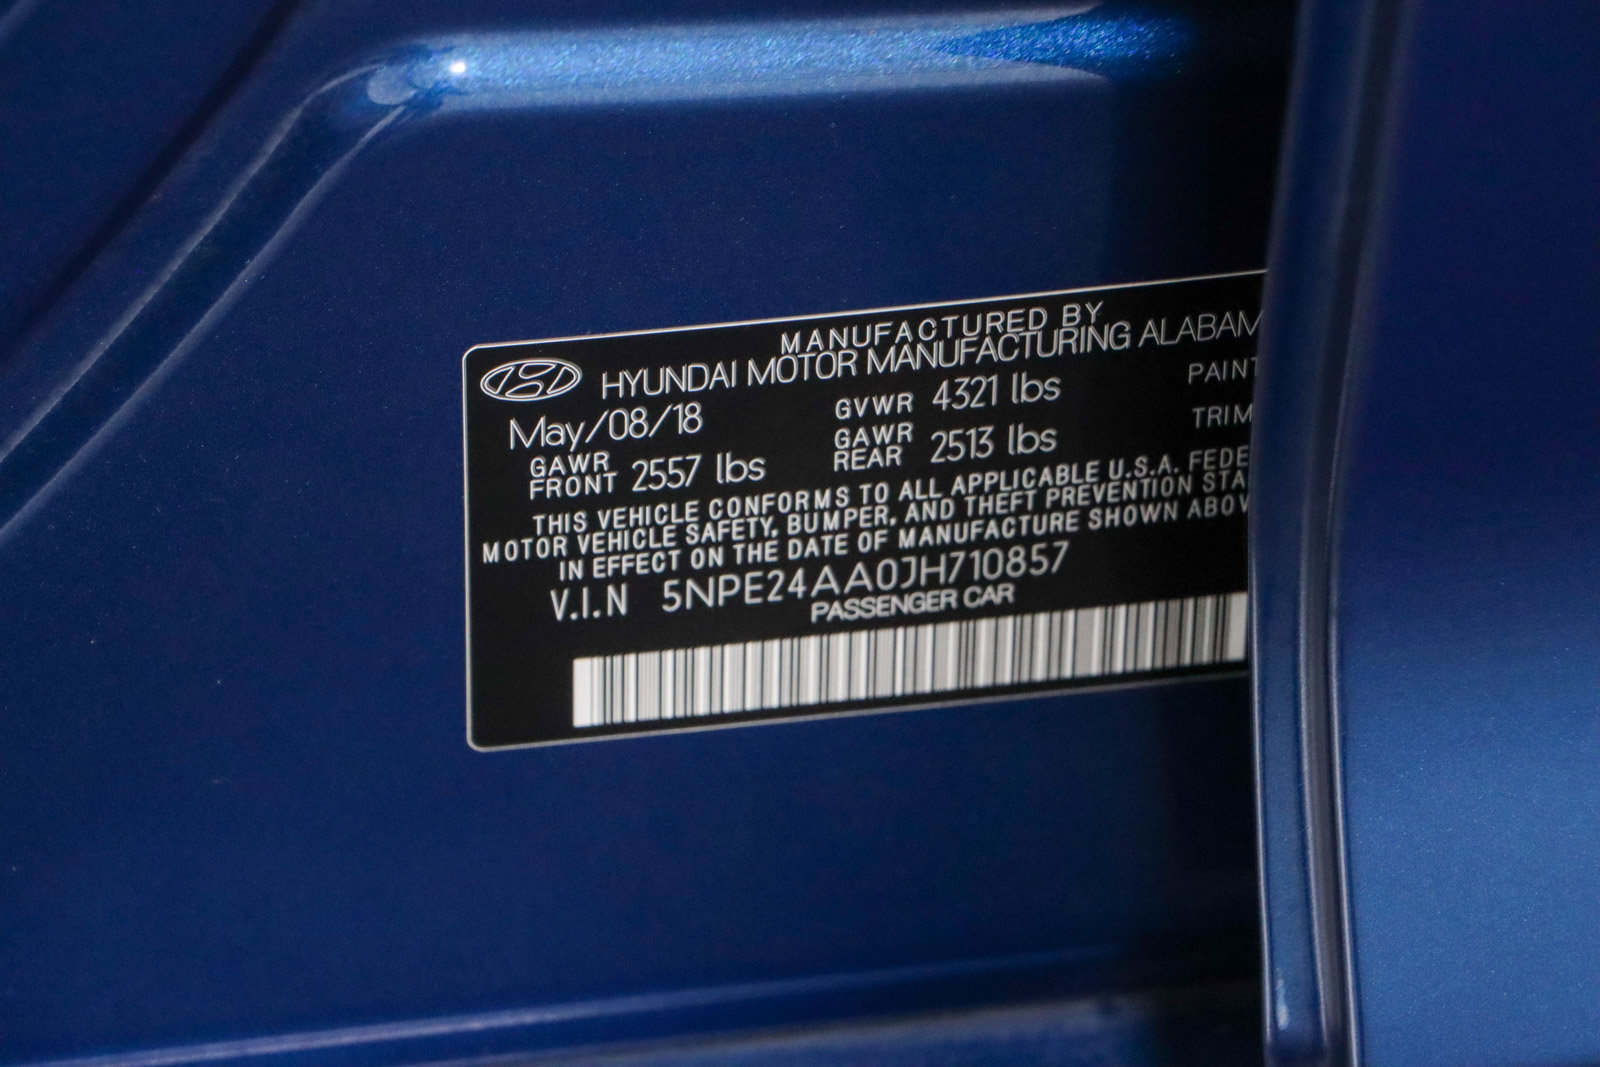 MANUFACTURED BY
HYUNDAI MOTOR MANUFACTURING ALABAM
May/08/18 GVWR 4321 lbs PAINT
GAWR FRONT 2557 lbs GAWR REAR 2513 lbs TRIM
THIS VEHICLE CONFORMS TO ALL APPLICABLE U.S.A. FEDE
MOTOR VEHICLE SAFETY, BUMPER, AND THEFT PREVENTION STA
IN EFFECT ON THE DATE OF MANUFACTURE SHOWN ABOV
V.I.N 5NPE24AA0JH710857
PASSENGER CAR